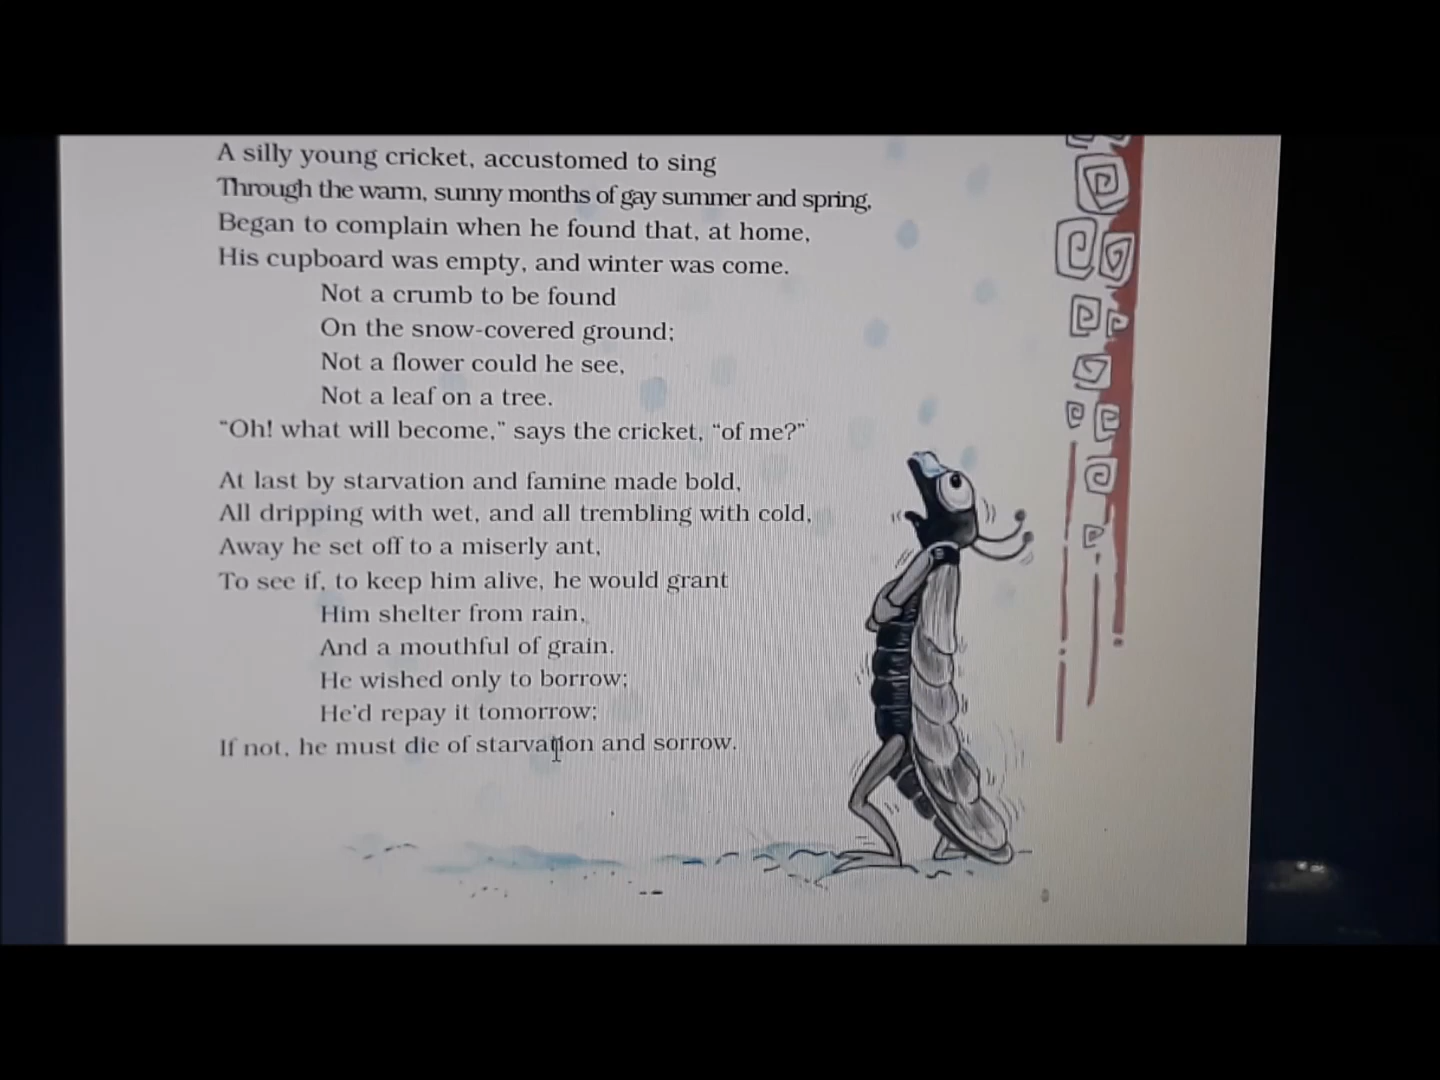 A silly young cricket, accustomed to sing
Through the warm, sunny months of gay summer and spring,
Began to complain when he found that, at home,
His cupboard was empty, and winter was come.
Not a crumb to be found
On the snow-covered ground;
Not a flower could he see,
Not a leaf on a tree.
“Oh! what will become,” says the cricket, “of me?”
At last by starvation and famine made bold,
All dripping with wet, and all trembling with cold,
Away he set off to a miserly ant,
To see if, to keep him alive, he would grant
Him shelter from rain,
And a mouthful of grain.
He wished only to borrow;
He’d repay it tomorrow;
If not, he must die of starvation and sorrow.